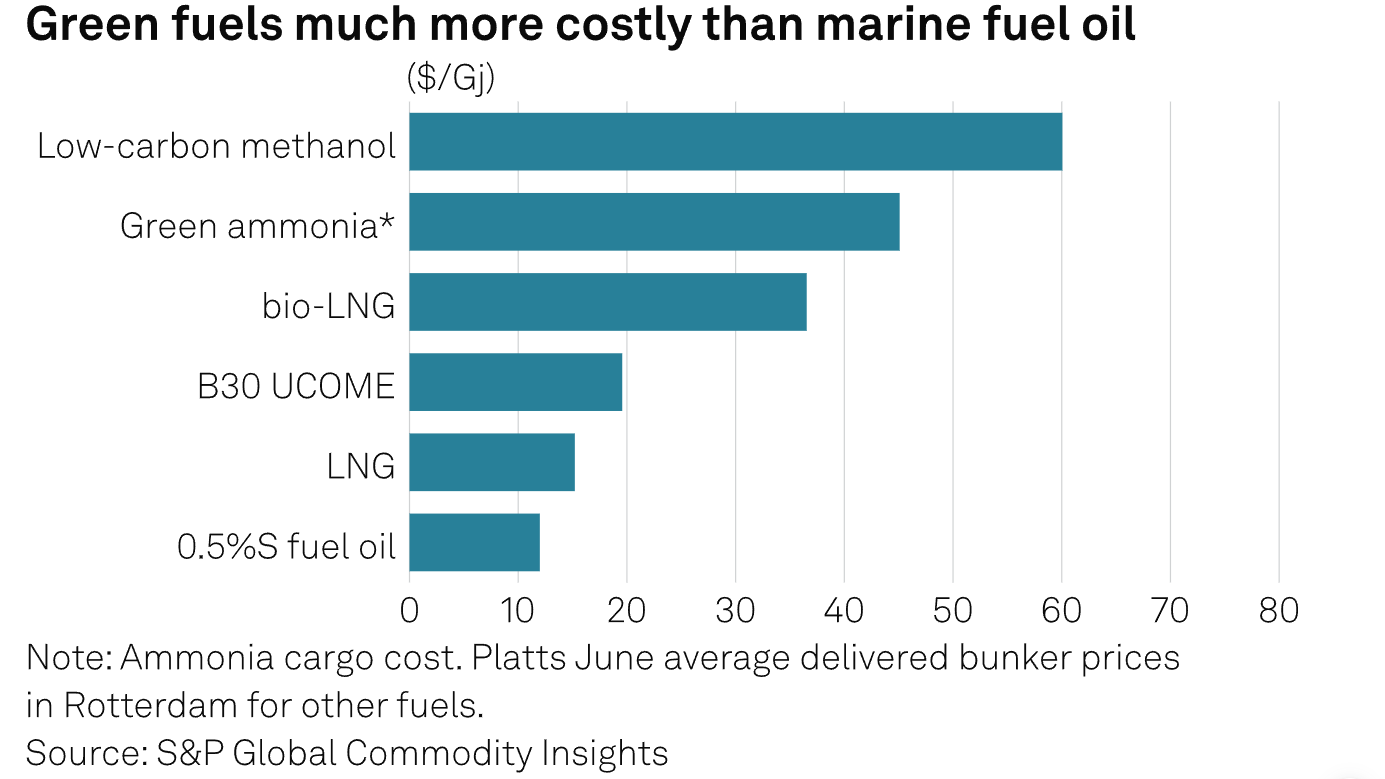 Green fuels much more costly than marine fuel oil
($/Gj)
Low-carbon methanol
Green ammonia*
bio-LNG
B30 UCOME
LNG
0.5%S fuel oil
0 10 20 30 40 50 60 70 80
Note: Ammonia cargo cost. Platts June average delivered bunker prices
in Rotterdam for other fuels.
Source: S&P Global Commodity Insights